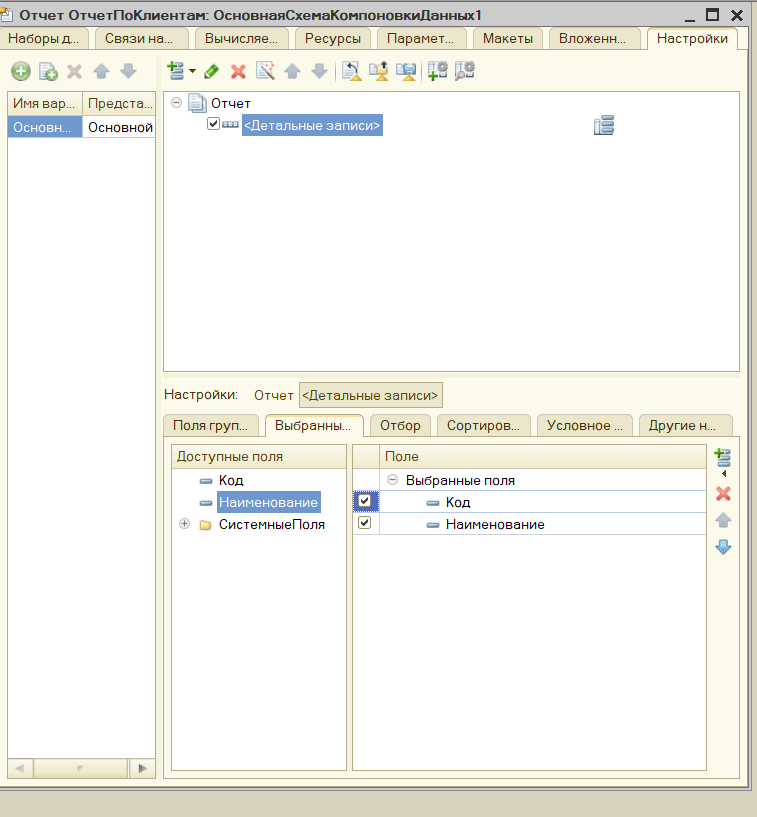 Отчет ОтчетПоКлиентам: ОсновнаяСхемаКомпоновкиДанных1
Наборы д... Связи на... Вычисляе... Ресурсы Парамет... Макеты Вложенн... Настройки
Имя вар... Предста...
Основн... Основной
Отчет
<Детальные записи>
Настройки: Отчет <Детальные записи>
Поля груп... Выбранны... Отбор Сортиров... Условное ... Другие н...
Доступные поля
Код
Наименование
СистемныеПоля
Поле
Выбранные поля
Код
Наименование